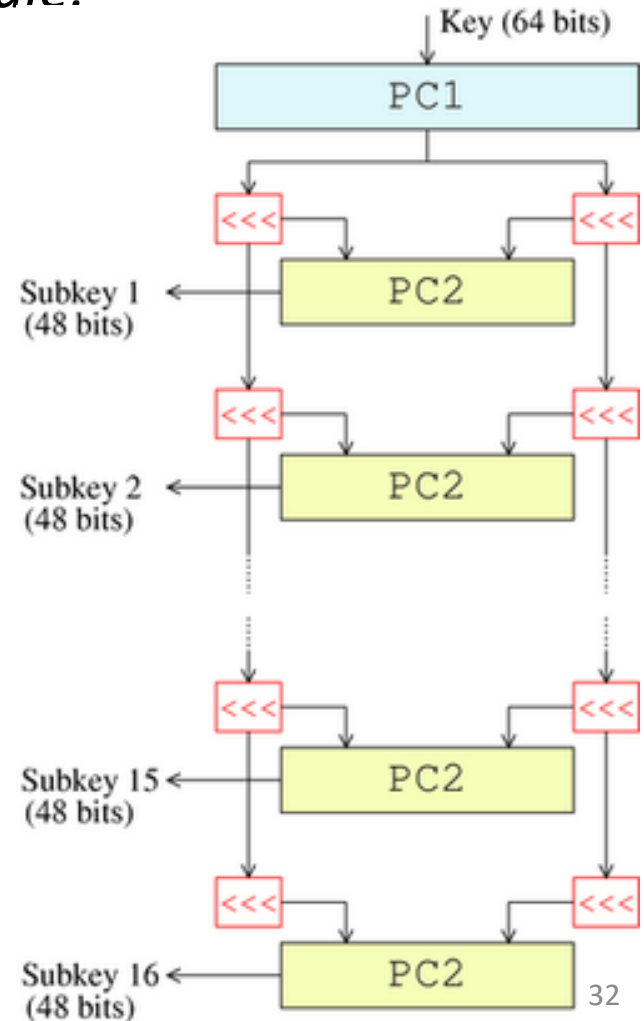 Key (64 bits)
PC1
<<< <<<
Subkey 1
(48 bits)
PC2
<<< <<<
Subkey 2
(48 bits)
PC2
<<< <<<
Subkey 15
(48 bits)
PC2
<<< <<<
Subkey 16
(48 bits)
PC2
32